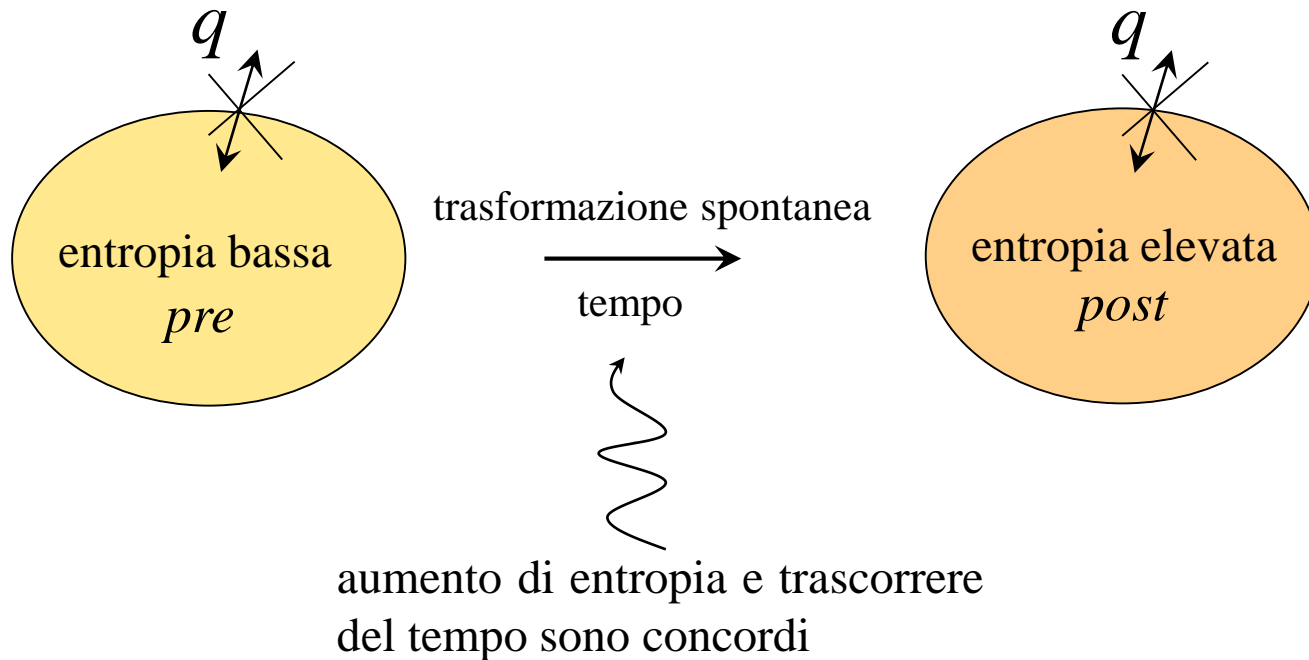 q
q
trasformazione spontanea
entropia bassa
pre
tempo
entropia elevata
post
aumento di entropia e trascorrere
del tempo sono concordi